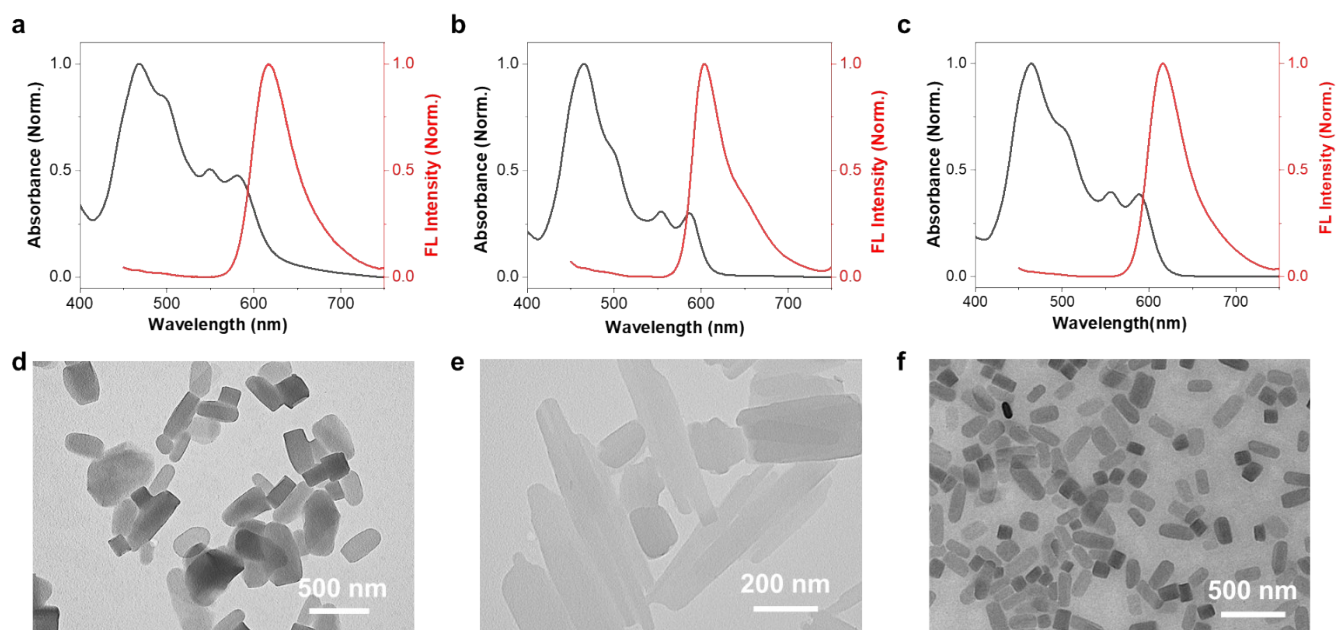 a
Absorbance (Norm.)
1.0
0.5
0.0
400 500 600 700
Wavelength (nm)
1.0
0.5
0.0
FL Intensity (Norm.)
b
Absorbance (Norm.)
1.0
0.5
0.0
400 500 600 700
Wavelength (nm)
1.0
0.5
0.0
FL Intensity (Norm.)
c
Absorbance (Norm.)
1.0
0.5
0.0
400 500 600 700
Wavelength(nm)
1.0
0.5
0.0
FL Intensity (Norm.)
d
500 nm
e
200 nm
f
500 nm